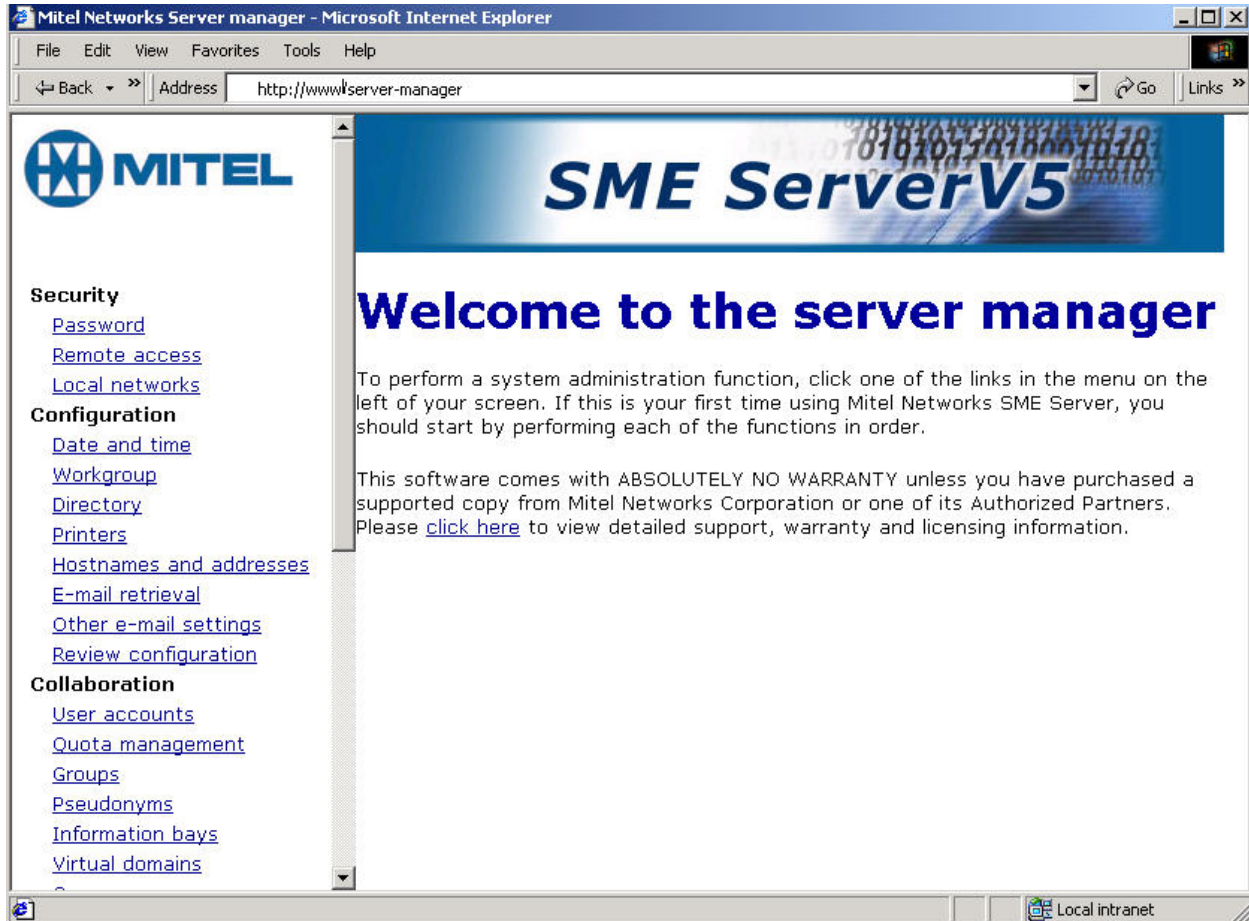 Mitel Networks Server manager - Microsoft Internet Explorer
File Edit View Favorites Tools Help
Back » Address http://www/server-manager Go Links »
MITEL
SME ServerV5
Security
Password
Remote access
Local networks
Configuration
Date and time
Workgroup
Directory
Printers
Hostnames and addresses
E-mail retrieval
Other e-mail settings
Review configuration
Collaboration
User accounts
Quota management
Groups
Pseudonyms
Information bays
Virtual domains
Welcome to the server manager
To perform a system administration function, click one of the links in the menu on the
left of your screen. If this is your first time using Mitel Networks SME Server, you
should start by performing each of the functions in order.
This software comes with ABSOLUTELY NO WARRANTY unless you have purchased a
supported copy from Mitel Networks Corporation or one of its Authorized Partners.
Please click here to view detailed support, warranty and licensing information.
Local intranet